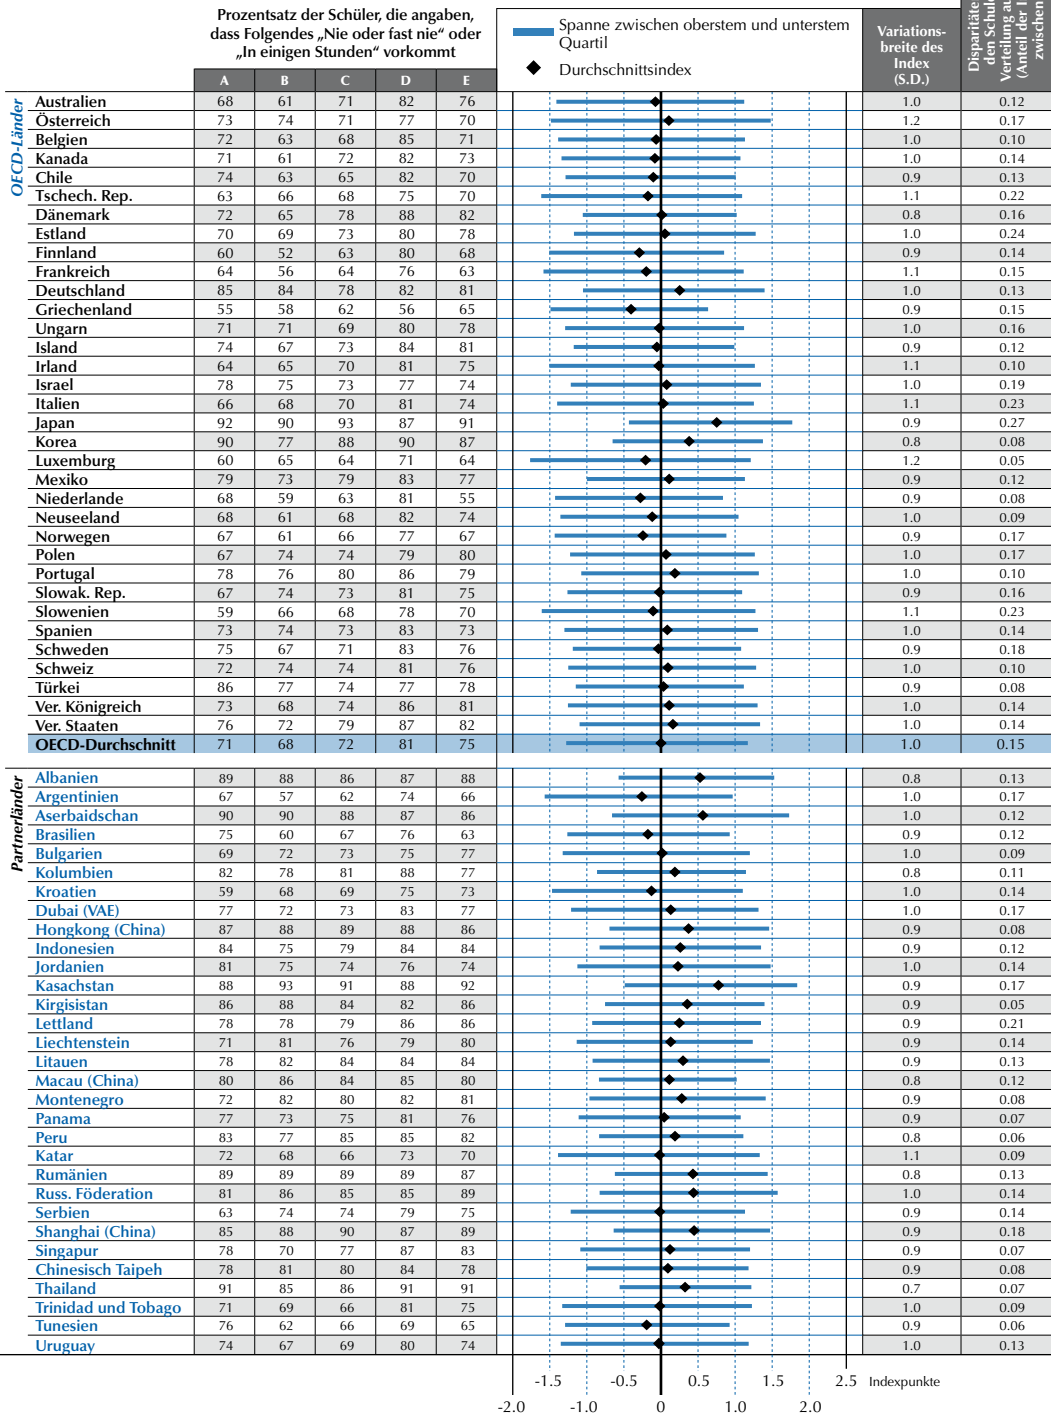 Prozentsatz der Schüler, die angaben,
dass Folgendes „Nie oder fast nie“ oder
„In einigen Stunden“ vorkommt
Spanne zwischen oberstem und unterstem
Quartil
Durchschnittsindex
Variations-
breite des
Index
(S.D.)
Disparitäte
den Schule
Verteilung au
(Anteil der
zwischen
A B C D E
OECD-Länder
Australien 68 61 71 82 76 1.0 0.12
Österreich 73 74 71 77 70 1.2 0.17
Belgien 72 63 68 85 71 1.0 0.10
Kanada 71 61 72 82 73 1.0 0.14
Chile 74 63 65 82 70 0.9 0.13
Tschech. Rep. 63 66 68 75 70 1.1 0.22
Dänemark 72 65 78 88 82 0.8 0.16
Estland 70 69 73 80 78 1.0 0.24
Finnland 60 52 63 80 68 0.9 0.14
Frankreich 64 56 64 76 63 1.1 0.15
Deutschland 85 84 78 82 81 1.0 0.13
Griechenland 55 58 62 56 65 0.9 0.15
Ungarn 71 71 69 80 78 1.0 0.16
Island 74 67 73 84 81 0.9 0.12
Irland 64 65 70 81 75 1.1 0.10
Israel 78 75 73 77 74 1.0 0.19
Italien 66 68 70 81 74 1.1 0.23
Japan 92 90 93 87 91 0.9 0.27
Korea 90 77 88 90 87 0.8 0.08
Luxemburg 60 65 64 71 64 1.2 0.05
Mexiko 79 73 79 83 77 0.9 0.12
Niederlande 68 59 63 81 55 0.9 0.08
Neuseeland 68 61 68 82 74 1.0 0.09
Norwegen 67 61 66 77 67 0.9 0.17
Polen 67 74 74 79 80 1.0 0.17
Portugal 78 76 80 86 79 1.0 0.10
Slowak. Rep. 67 74 73 81 75 0.9 0.16
Slowenien 59 66 68 78 70 1.1 0.23
Spanien 73 74 73 83 73 1.0 0.14
Schweden 75 67 71 83 76 0.9 0.18
Schweiz 72 74 74 81 76 1.0 0.10
Türkei 86 77 74 77 78 0.9 0.08
Ver. Königreich 73 68 74 86 81 1.0 0.14
Ver. Staaten 76 72 79 87 82 1.0 0.14
OECD-Durchschnitt 71 68 72 81 75 1.0 0.15
Partnerländer
Albanien 89 88 86 87 88 0.8 0.13
Argentinien 67 57 62 74 66 1.0 0.17
Aserbaidschan 90 90 88 87 86 1.0 0.12
Brasilien 75 60 67 76 63 0.9 0.12
Bulgarien 69 72 73 75 77 1.0 0.09
Kolumbien 82 78 81 88 77 0.8 0.11
Kroatien 59 68 69 75 73 1.0 0.14
Dubai (VAE) 77 72 73 83 77 1.0 0.17
Hongkong (China) 87 88 89 88 86 0.9 0.08
Indonesien 84 75 79 84 84 0.9 0.12
Jordanien 81 75 74 76 74 1.0 0.14
Kasachstan 88 93 91 88 92 0.9 0.17
Kirgisistan 86 88 84 82 86 0.9 0.05
Lettland 78 78 79 86 86 0.9 0.21
Liechtenstein 71 81 76 79 80 0.9 0.14
Litauen 78 82 84 84 84 0.9 0.13
Macau (China) 80 86 84 85 80 0.8 0.12
Montenegro 72 82 80 82 81 0.9 0.08
Panama 77 73 75 81 76 0.9 0.07
Peru 83 77 85 85 82 0.8 0.06
Katar 72 68 66 73 70 1.1 0.09
Rumänien 89 89 89 89 87 0.8 0.13
Russ. Föderation 81 86 85 85 89 1.0 0.14
Serbien 63 74 74 79 75 0.9 0.14
Shanghai (China) 85 88 90 87 89 0.9 0.18
Singapur 78 70 77 87 83 0.9 0.07
Chinesisch Taipeh 78 81 80 84 78 0.9 0.08
Thailand 91 85 86 91 91 0.7 0.07
Trinidad und Tobago 71 69 66 81 75 1.0 0.09
Tunesien 76 62 66 69 65 0.9 0.06
Uruguay 74 67 69 80 74 1.0 0.13
-1.5 -0.5 0.5 1.5 2.5 Indexpunkte
-2.0 -1.0 0 1.0 2.0